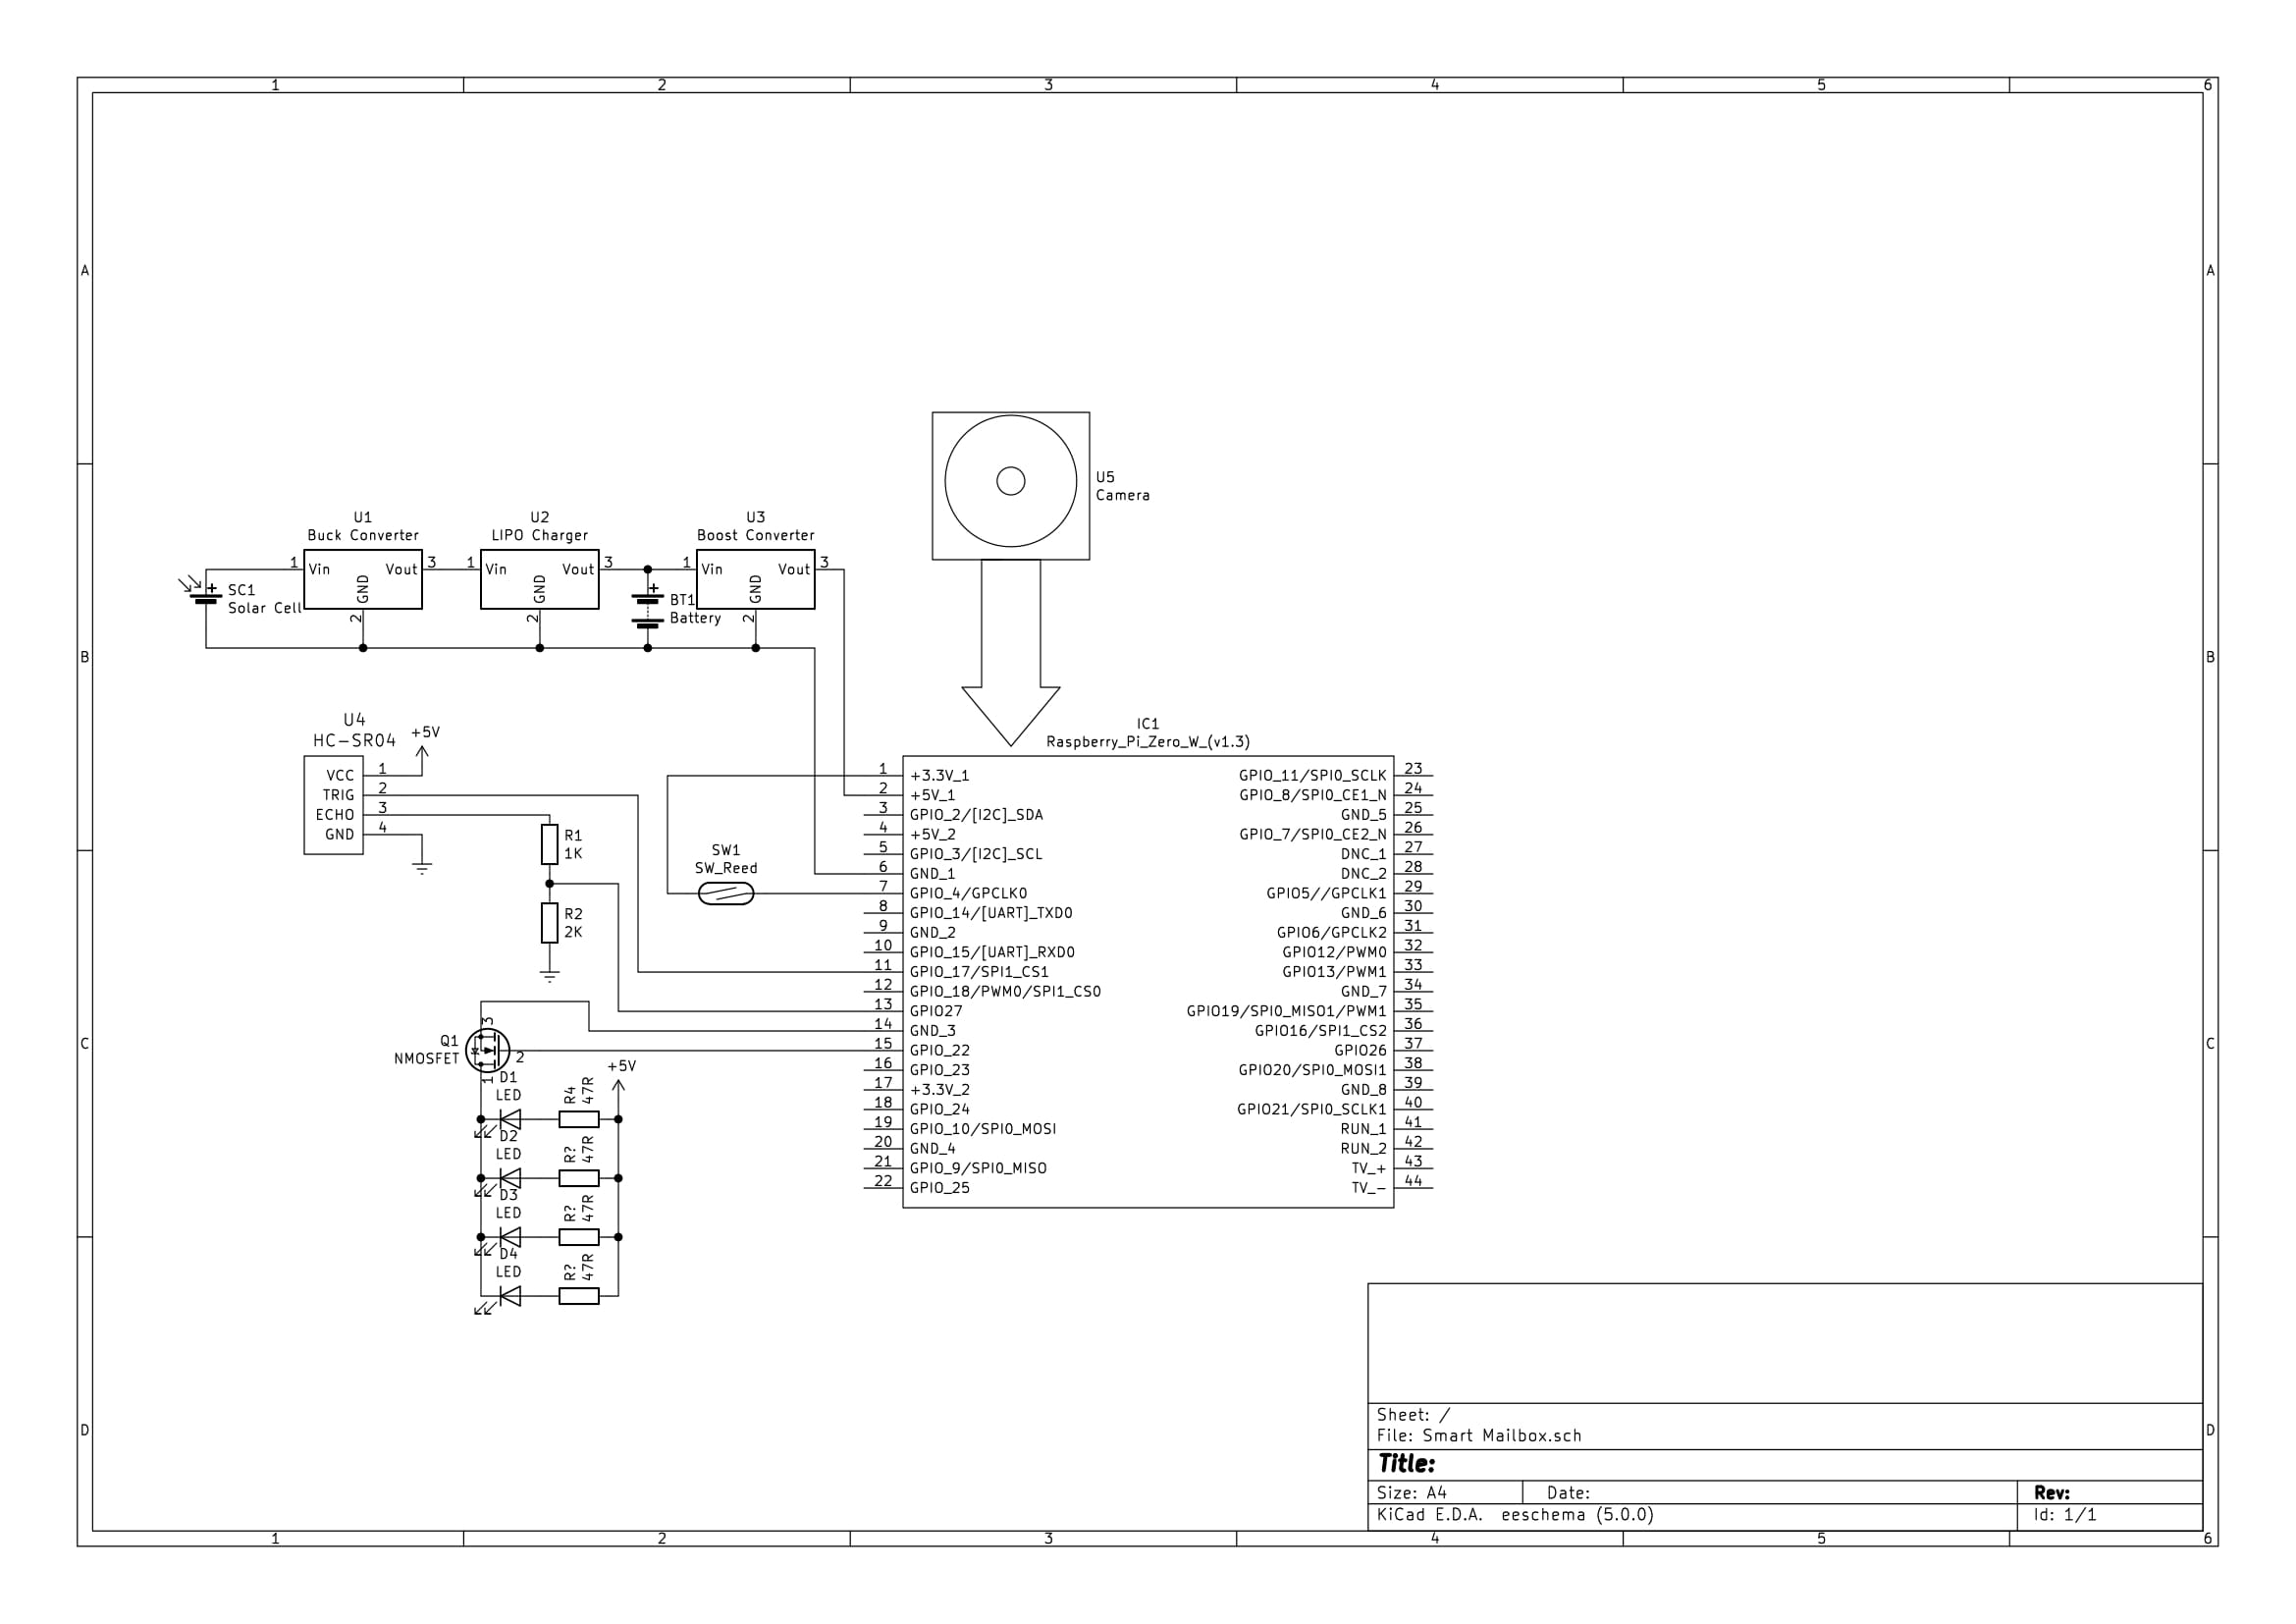 1 2 3 4 5 6
A
A
B
B
C
C
D
D
U1
Buck Converter
1 Vin Vout 3
GND
2
U2
LIPO Charger
1 Vin Vout 3
GND
2
U3
Boost Converter
1 Vin Vout 3
GND
2
+
SC1
Solar Cell
+
BT1
Battery
U5
Camera
U4
HC-SR04
+5V
VCC 1
TRIG 2
ECHO 3
GND 4
R1
1K
R2
2K
SW1
SW_Reed
Q1
NMOSFET
3
2
1
+5V
D1
LED
R4
47R
D2
LED
R?
47R
D3
LED
R?
47R
D4
LED
R?
47R
IC1
Raspberry_Pi_Zero_W_(v1.3)
1 +3.3V_1
2 +5V_1
3 GPIO_2/[I2C]_SDA
4 +5V_2
5 GPIO_3/[I2C]_SCL
6 GND_1
7 GPIO_4/GPCLK0
8 GPIO_14/[UART]_TXD0
9 GND_2
10 GPIO_15/[UART]_RXD0
11 GPIO_17/SPI1_CS1
12 GPIO_18/PWM0/SPI1_CS0
13 GPIO27
14 GND_3
15 GPIO_22
16 GPIO_23
17 +3.3V_2
18 GPIO_24
19 GPIO_10/SPI0_MOSI
20 GND_4
21 GPIO_9/SPI0_MISO
22 GPIO_25
GPIO_11/SPI0_SCLK 23
GPIO_8/SPI0_CE1_N 24
GND_5 25
GPIO_7/SPI0_CE2_N 26
DNC_1 27
DNC_2 28
GPIO5//GPCLK1 29
GND_6 30
GPIO6/GPCLK2 31
GPIO12/PWM0 32
GPIO13/PWM1 33
GND_7 34
GPIO19/SPI0_MISO1/PWM1 35
GPIO16/SPI1_CS2 36
GPIO26 37
GPIO20/SPI0_MOSI1 38
GND_8 39
GPIO21/SPI0_SCLK1 40
RUN_1 41
RUN_2 42
TV_+ 43
TV_- 44
Sheet: /
File: Smart Mailbox.sch
Title:
Size: A4 Date: Rev:
KiCad E.D.A. eeschema (5.0.0) Id: 1/1
1 2 3 4 5 6